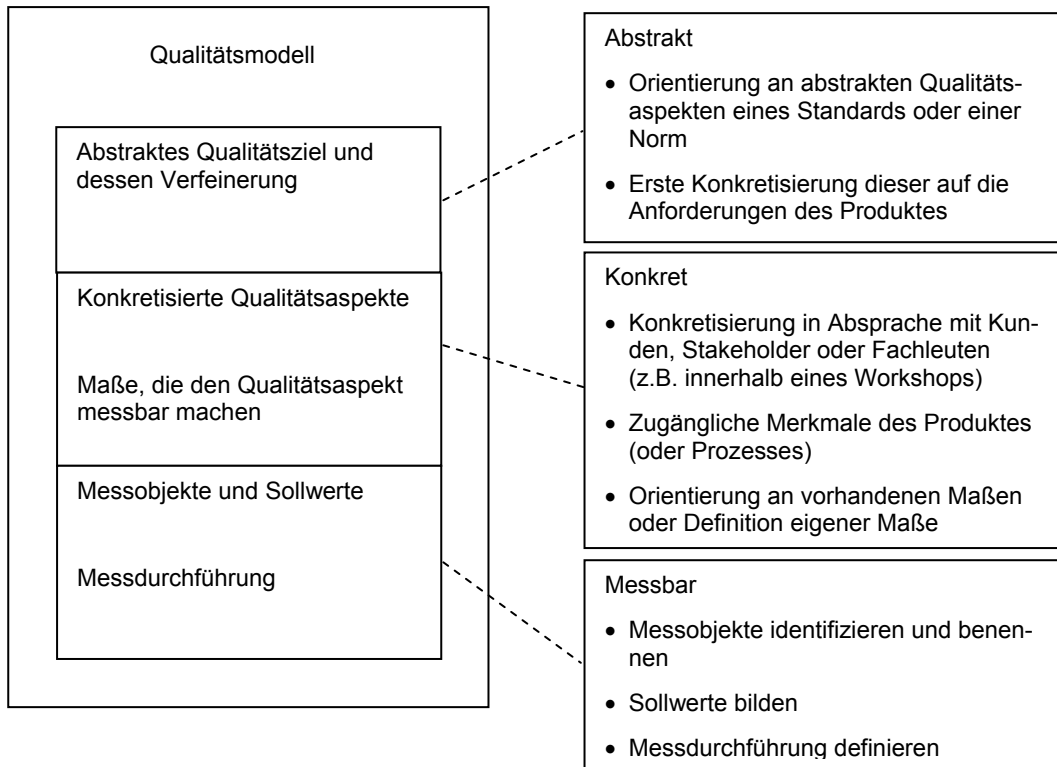 Qualitätsmodell
Abstraktes Qualitätsziel und
dessen Verfeinerung
Konkretisierte Qualitätsaspekte
Maße, die den Qualitätsaspekt
messbar machen
Messobjekte und Sollwerte
Messdurchführung
Abstrakt
• Orientierung an abstrakten Qualitäts-
aspekten eines Standards oder einer
Norm
• Erste Konkretisierung dieser auf die
Anforderungen des Produktes
Konkret
• Konkretisierung in Absprache mit Kun-
den, Stakeholder oder Fachleuten
(z.B. innerhalb eines Workshops)
• Zugängliche Merkmale des Produktes
(oder Prozesses)
• Orientierung an vorhandenen Maßen
oder Definition eigener Maße
Messbar
• Messobjekte identifizieren und benen-
nen
• Sollwerte bilden
• Messdurchführung definieren